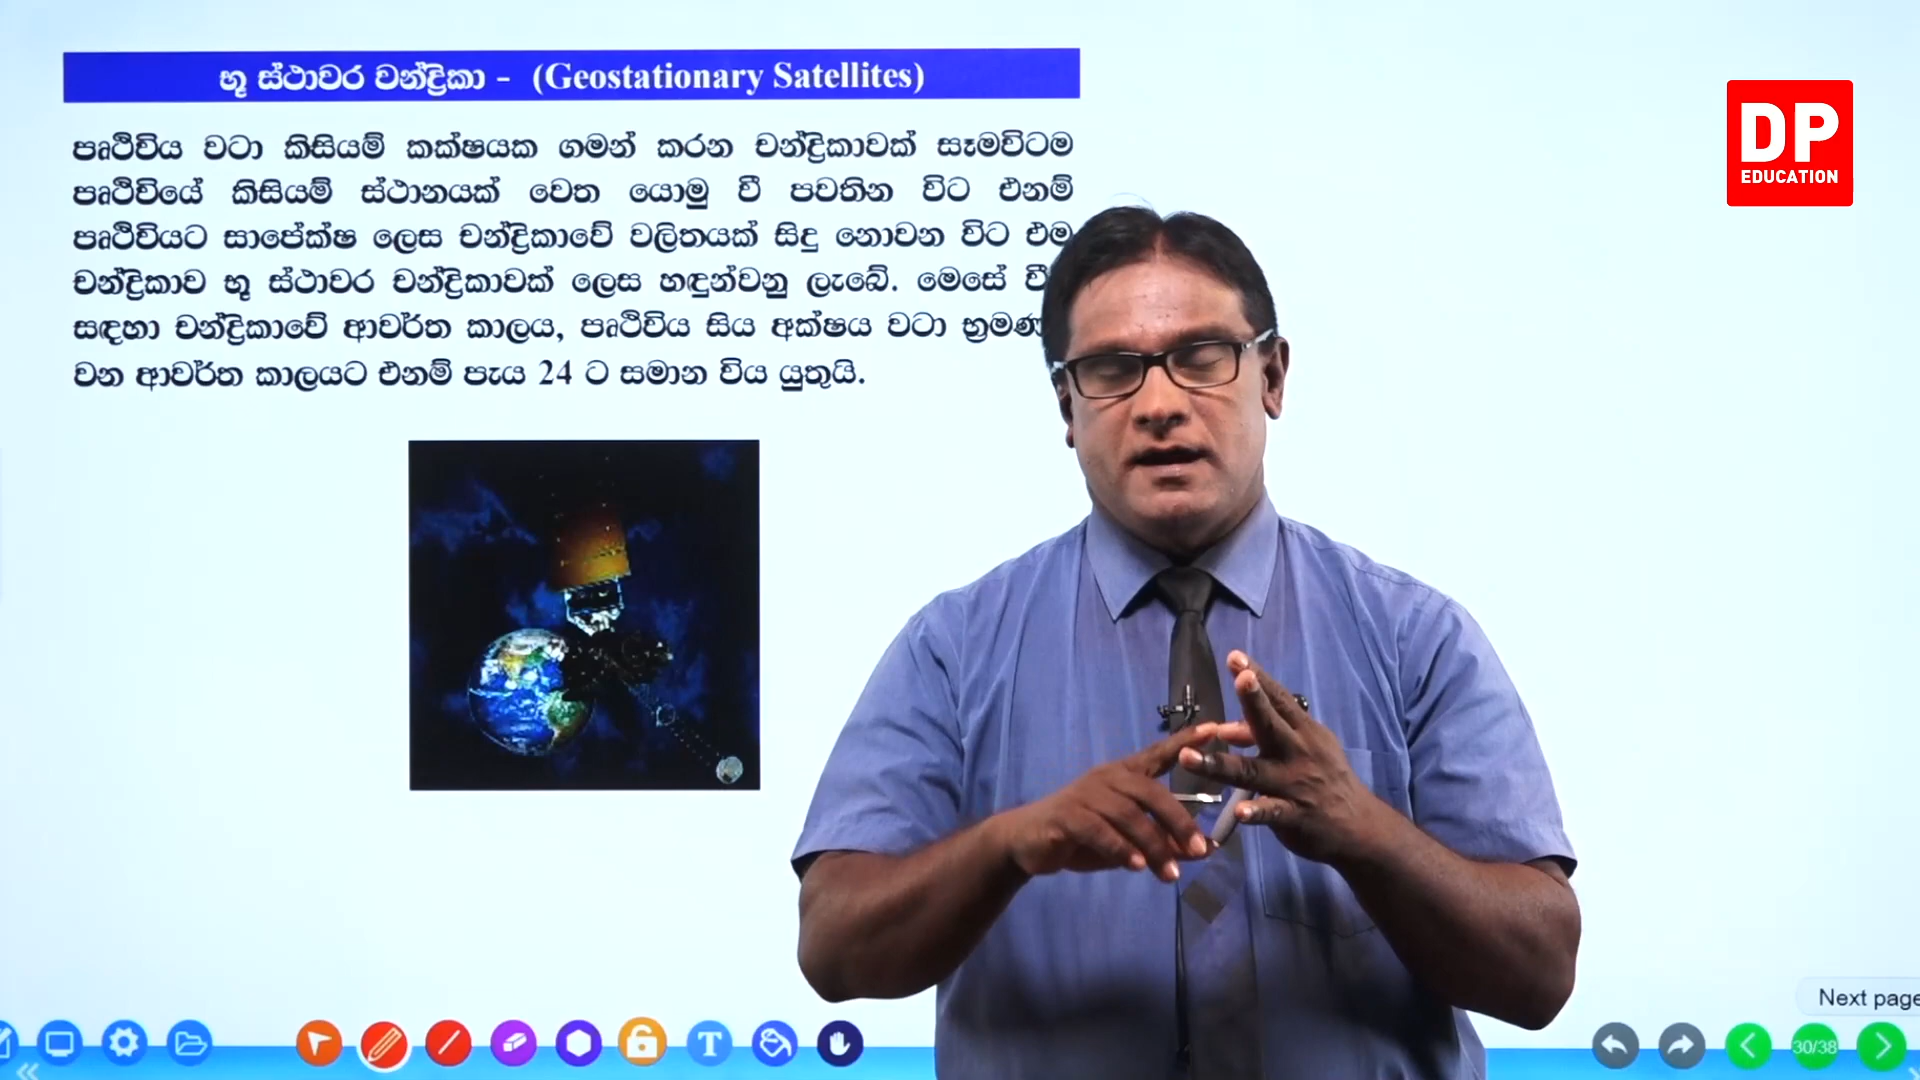 භූ ස්ථාවර චන්ද්‍රිකා - (Geostationary Satellites)
DP
EDUCATION
පෘථිවිය වටා කිසියම් කක්ෂයක ගමන් කරන චන්ද්‍රිකාවක් සෑමවිටම
පෘථිවියේ කිසියම් ස්ථානයක් වෙත යොමු වී පවතින විට එනම්
පෘථිවියට සාපේක්ෂ ලෙස චන්ද්‍රිකාවේ චලිතයක් සිදු නොවන විට එම
චන්ද්‍රිකාව භූ ස්ථාවර චන්ද්‍රිකාවක් ලෙස හඳුන්වනු ලැබේ. මෙසේ
සඳහා චන්ද්‍රිකාවේ ආවර්ත කාලය, පෘථිවිය සිය අක්ෂය වටා
වන ආවර්ත කාලයට එනම් පැය 24 ට සමාන විය යුතුයි.
Next page
T
30/38